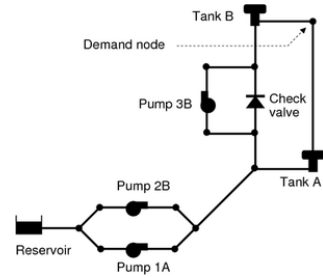 Tank B
Demand node
Pump 3B
Check
valve
Tank A
Pump 2B
Reservoir
Pump 1A